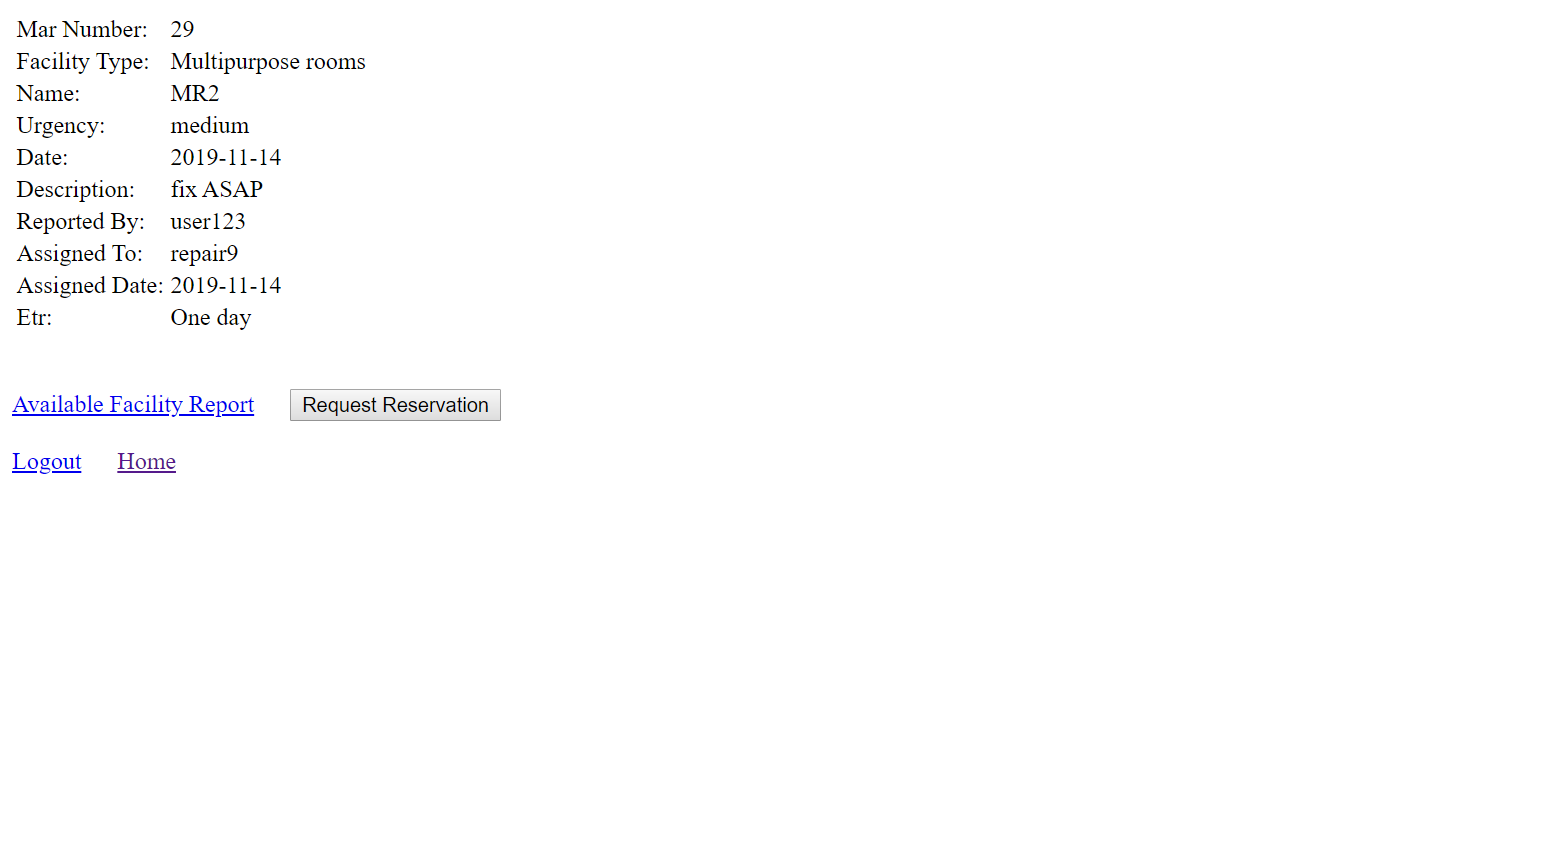 Mar Number: 29
Facility Type: Multipurpose rooms
Name: MR2
Urgency: medium
Date: 2019-11-14
Description: fix ASAP
Reported By: user123
Assigned To: repair9
Assigned Date: 2019-11-14
Etr: One day
Available Facility Report Request Reservation
Logout Home